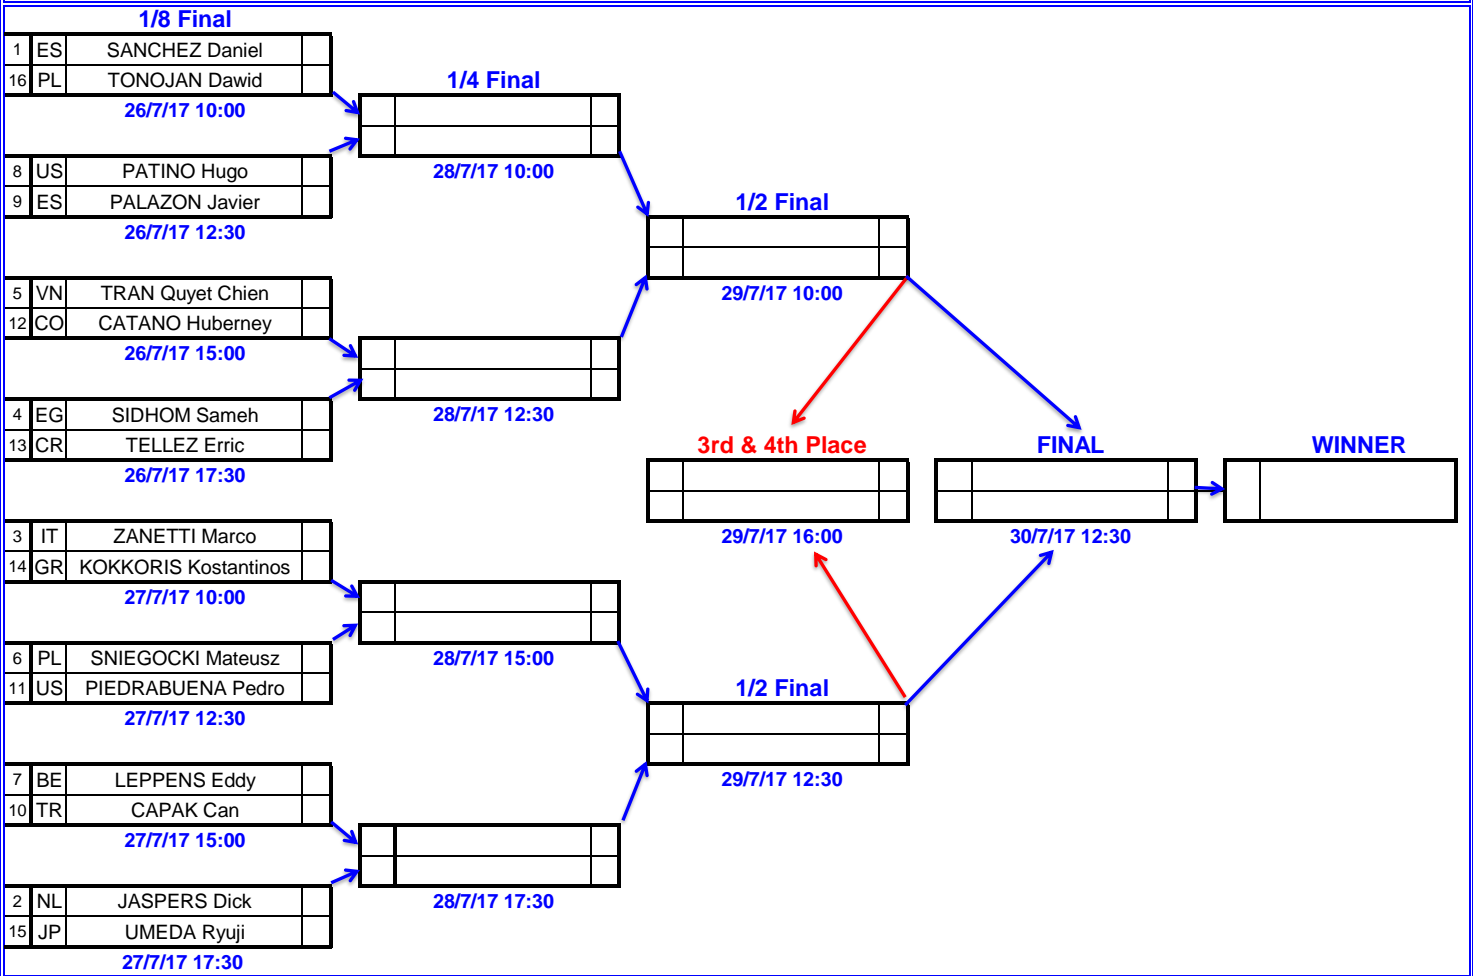 1/8 Final
1 ES SANCHEZ Daniel
16 PL TONOJAN Dawid
26/7/17 10:00
8 US PATINO Hugo
9 ES PALAZON Javier
26/7/17 12:30
5 VN TRAN Quyet Chien
12 CO CATANO Huberney
26/7/17 15:00
4 EG SIDHOM Sameh
13 CR TELLEZ Erric
26/7/17 17:30
3 IT ZANETTI Marco
14 GR KOKKORIS Kostantinos
27/7/17 10:00
6 PL SNIEGOCKI Mateusz
11 US PIEDRABUENA Pedro
27/7/17 12:30
7 BE LEPPENS Eddy
10 TR CAPAK Can
27/7/17 15:00
2 NL JASPERS Dick
15 JP UMEDA Ryuji
27/7/17 17:30
1/4 Final
28/7/17 10:00
28/7/17 12:30
28/7/17 15:00
28/7/17 17:30
1/2 Final
29/7/17 10:00
3rd & 4th Place
29/7/17 16:00
1/2 Final
29/7/17 12:30
FINAL
30/7/17 12:30
WINNER